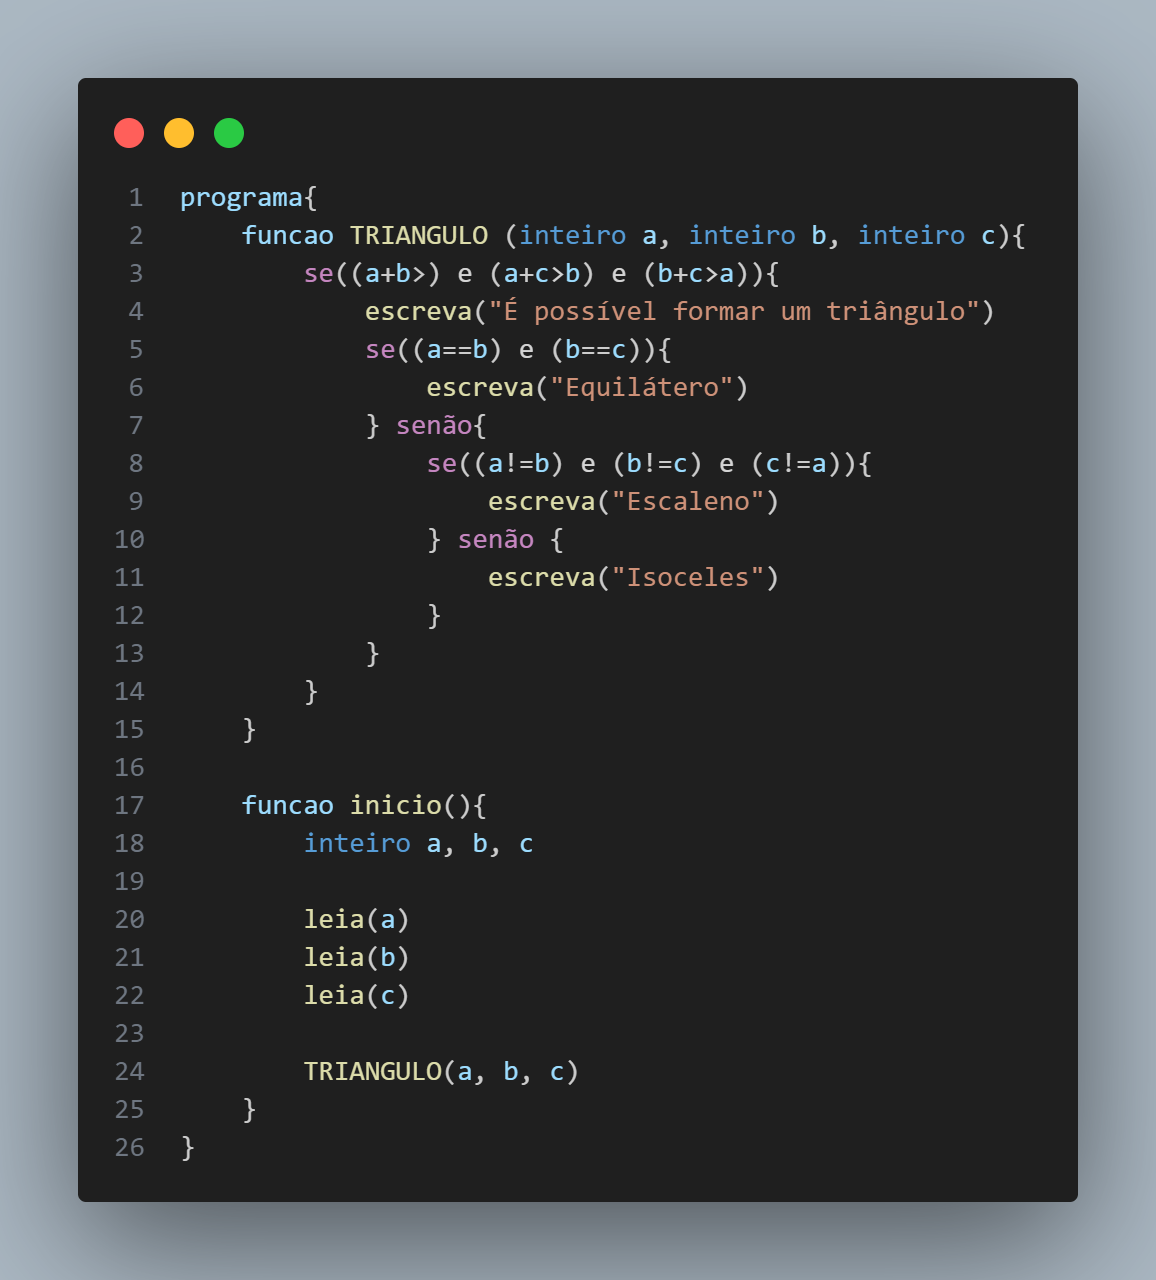 1 programa{
2     funcao TRIANGULO (inteiro a, inteiro b, inteiro c){
3         se((a+b>) e (a+c>b) e (b+c>a)){
4             escreva("É possível formar um triângulo")
5             se((a==b) e (b==c)){
6                 escreva("Equilátero")
7             } senão{
8                 se((a!=b) e (b!=c) e (c!=a)){
9                     escreva("Escaleno")
10                 } senão {
11                     escreva("Isoceles")
12                 }
13             }
14         }
15     }
16
17     funcao inicio(){
18         inteiro a, b, c
19
20         leia(a)
21         leia(b)
22         leia(c)
23
24         TRIANGULO(a, b, c)
25     }
26 }